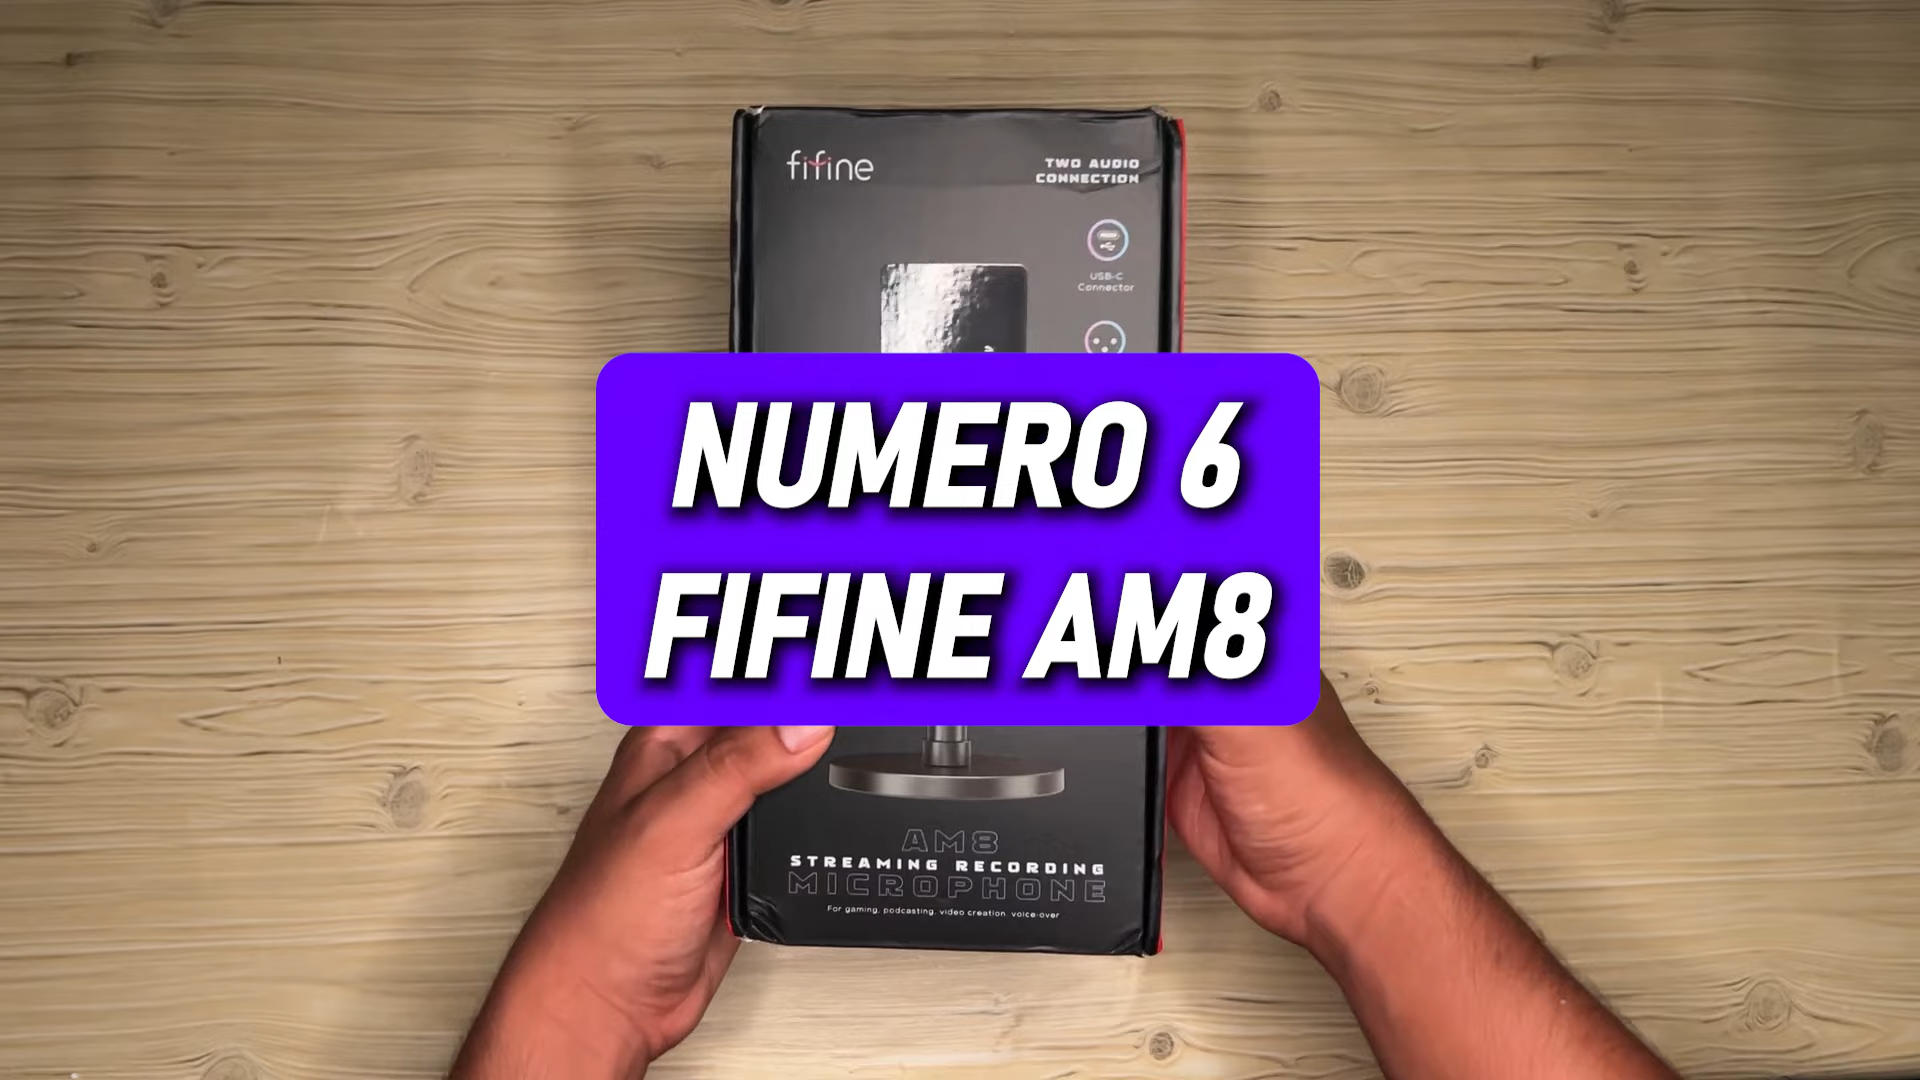 fifine
TWO AUDIO
CONNECTION
USB-C
Connector
NUMERO 6
FIFINE AM8
AM8
STREAMING RECORDING
MICROPHONE
For gaming, podcasting, video creation, voice-over